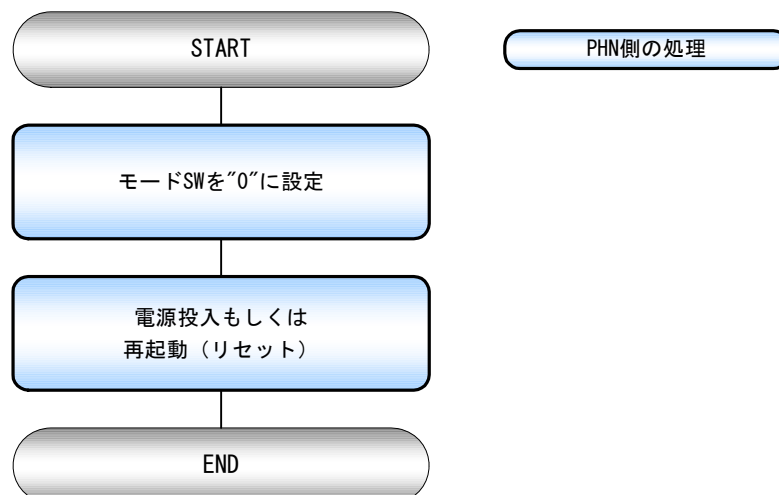 START
PHN側の処理
モードSWを"0"に設定
電源投入もしくは
再起動（リセット）
END